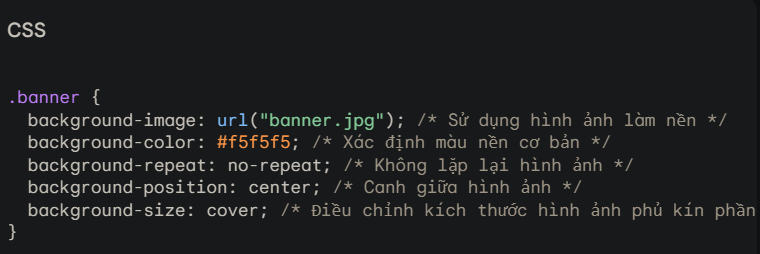 CSS
.banner {
  background-image: url("banner.jpg"); /* Sử dụng hình ảnh làm nền */
  background-color: #f5f5f5; /* Xác định màu nền cơ bản */
  background-repeat: no-repeat; /* Không lặp lại hình ảnh */
  background-position: center; /* Canh giữa hình ảnh */
  background-size: cover; /* Điều chỉnh kích thước hình ảnh phủ kín phần
}